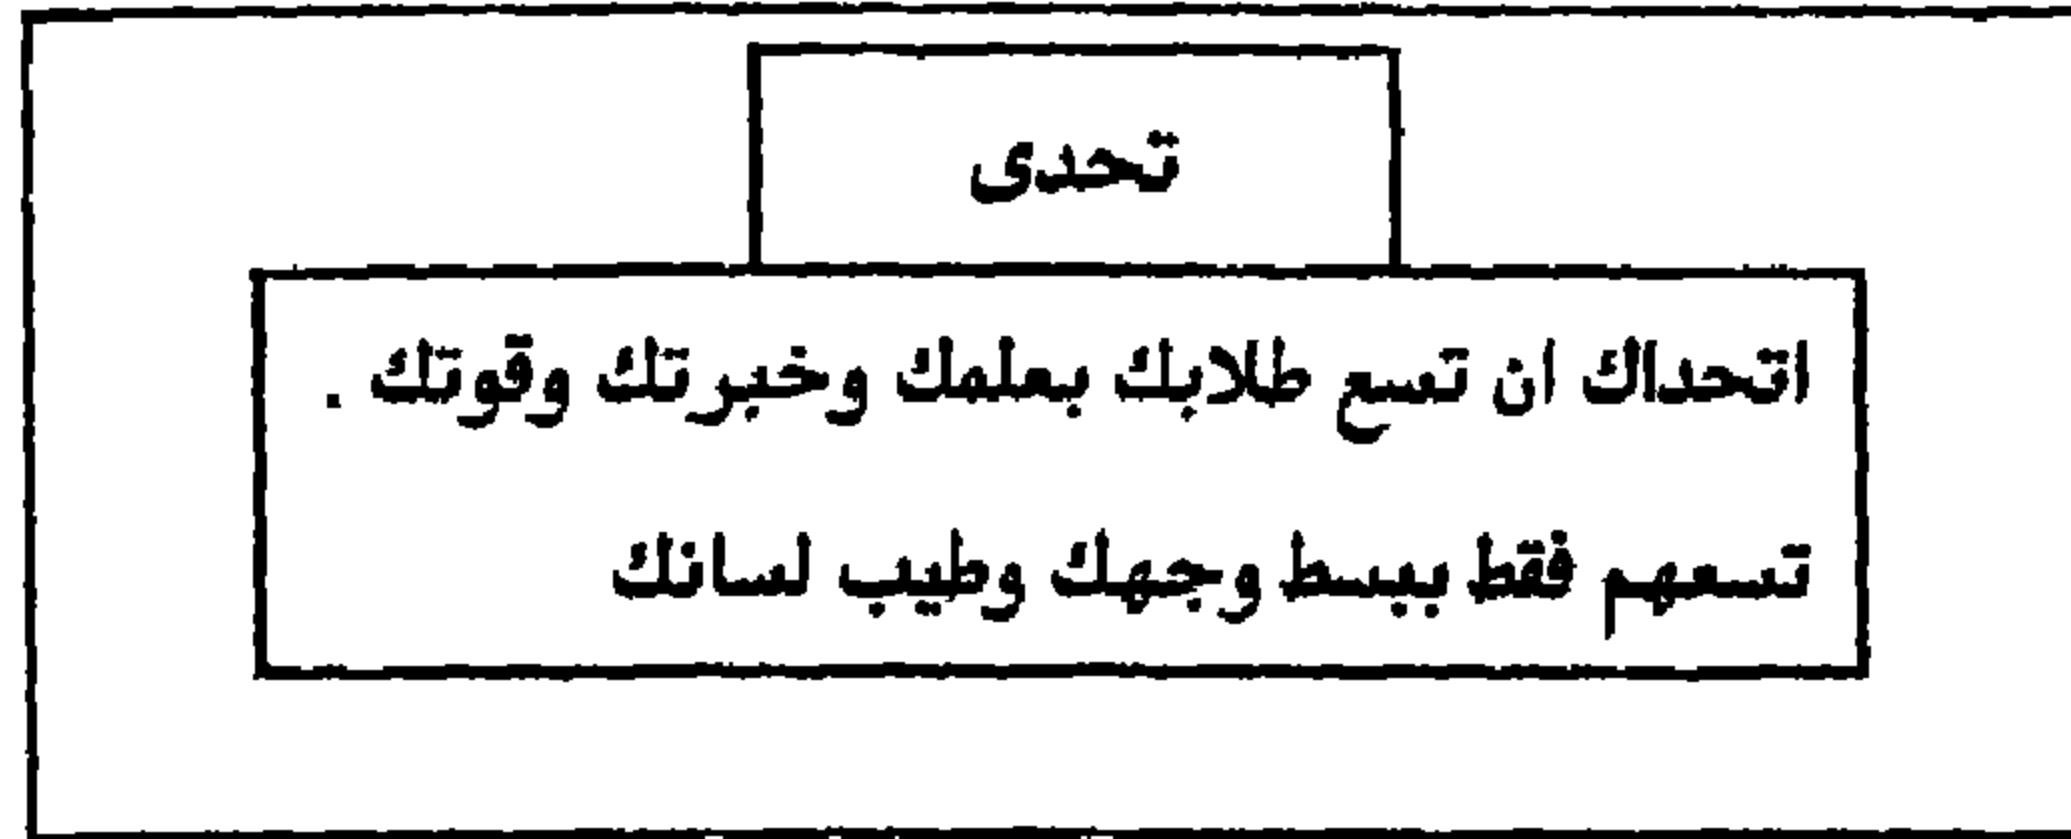 تحدى
اتحداك ان تسع طلابك بعلمك وخبرتك وقوتك .
تسعهم فقط ببسط وجهك وطيب لسانك